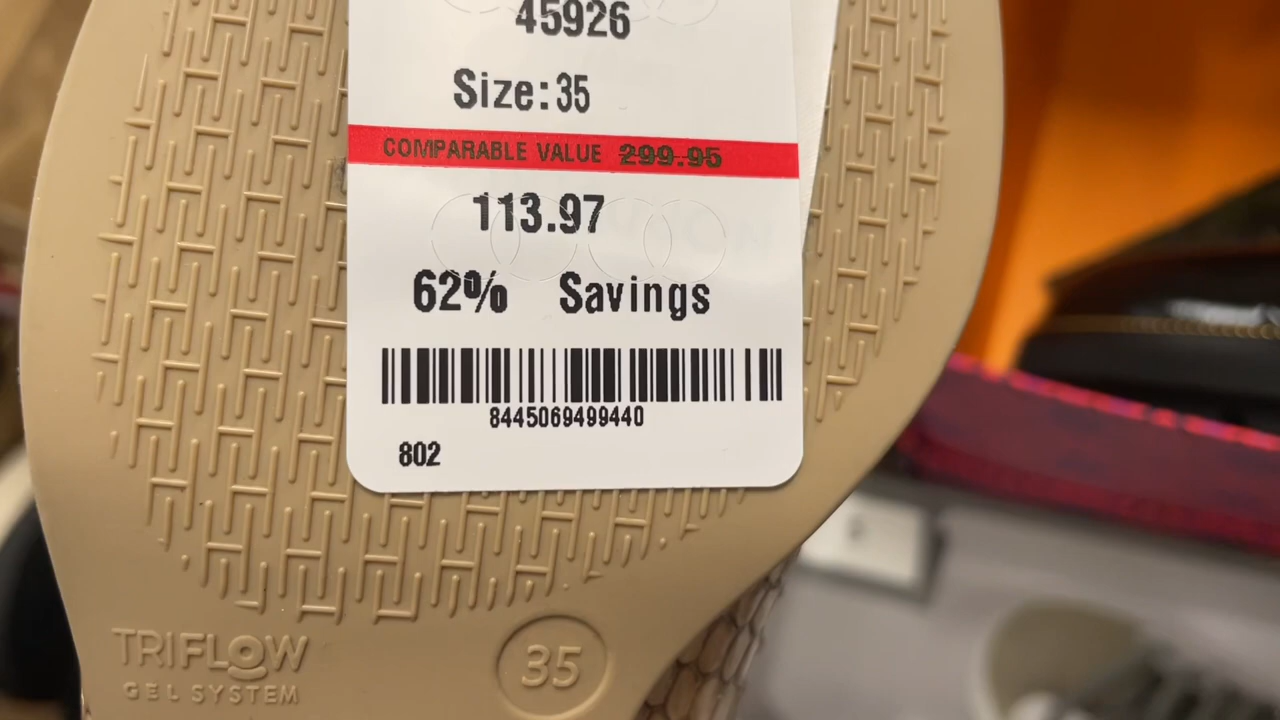 45926
Size:35
COMPARABLE VALUE 299.95
113.97
62% Savings
8445069499440
802
TRIFLOW
GEL SYSTEM
35